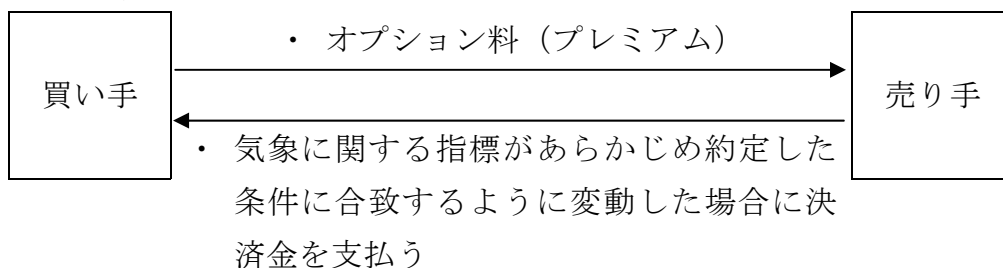 ・ オプション料（プレミアム）
買い手
売り手
・ 気象に関する指標があらかじめ約定した
条件に合致するように変動した場合に決
済金を支払う